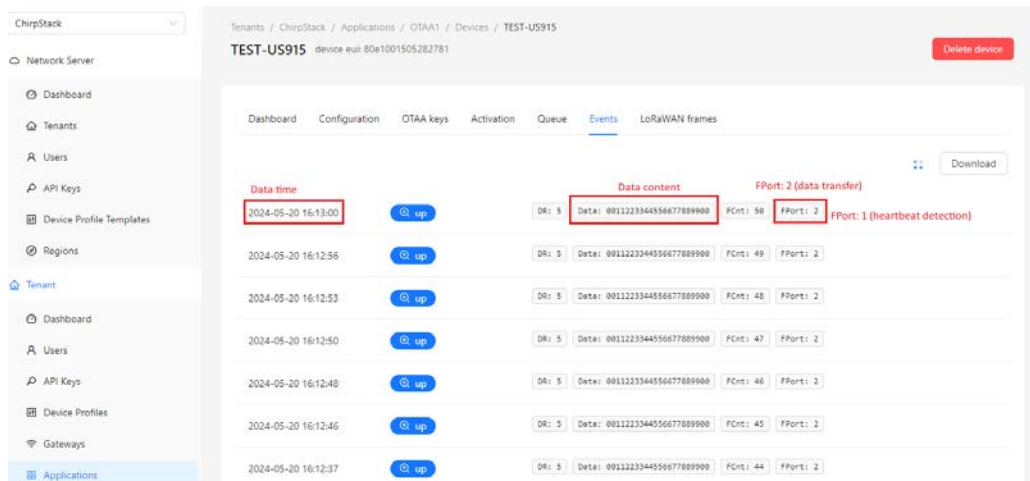 ChirpStack
Network Server
Dashboard
Tenants
Users
API Keys
Device Profile Templates
Regions
Tenant
Dashboard
Users
API Keys
Device Profiles
Gateways
Applications
Tenants / ChirpStack / Applications / OTAA1 / Devices / TEST-US915
TEST-US915 device eui: 80e1001505282781
Delete device
Dashboard Configuration OTAA keys Activation Queue Events LoRaWAN frames
Download
Data time Data content FPort: 2 (data transfer)
2024-05-20 16:13:00 up DR: 5 Data: 00112233445566778899900 FCnt: 50 FPort: 2
FPort: 1 (heartbeat detection)
2024-05-20 16:12:56 up DR: 5 Data: 00112233445566778899900 FCnt: 49 FPort: 2
2024-05-20 16:12:53 up DR: 5 Data: 00112233445566778899900 FCnt: 48 FPort: 2
2024-05-20 16:12:50 up DR: 5 Data: 00112233445566778899900 FCnt: 47 FPort: 2
2024-05-20 16:12:48 up DR: 5 Data: 00112233445566778899900 FCnt: 46 FPort: 2
2024-05-20 16:12:46 up DR: 5 Data: 00112233445566778899900 FCnt: 45 FPort: 2
2024-05-20 16:12:37 up DR: 5 Data: 00112233445566778899900 FCnt: 44 FPort: 2